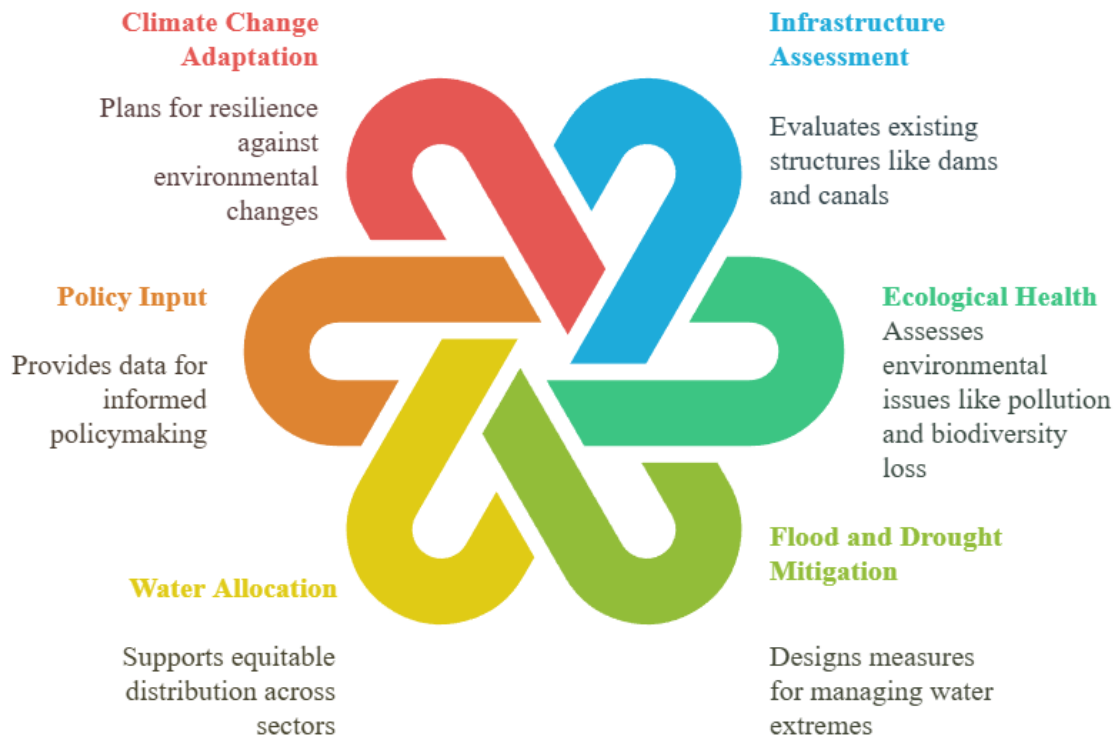 Climate Change
Adaptation
Plans for resilience
against
environmental
changes
Infrastructure
Assessment
Evaluates existing
structures like dams
and canals
Policy Input
Provides data for
informed
policymaking
Ecological Health
Assesses
environmental
issues like pollution
and biodiversity
loss
Water Allocation
Supports equitable
distribution across
sectors
Flood and Drought
Mitigation
Designs measures
for managing water
extremes